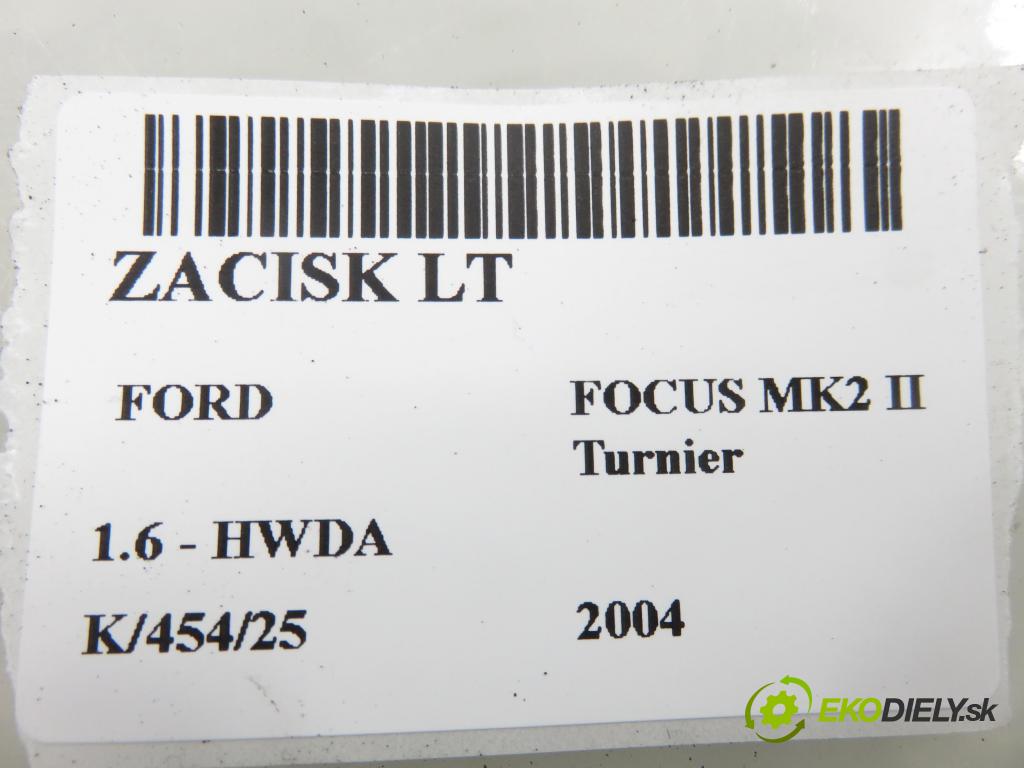 ZACISK LT
FORD
FOCUS MK2 II
Turnier
1.6 - HWDA
K/454/25
2004
EKODIELY.sk